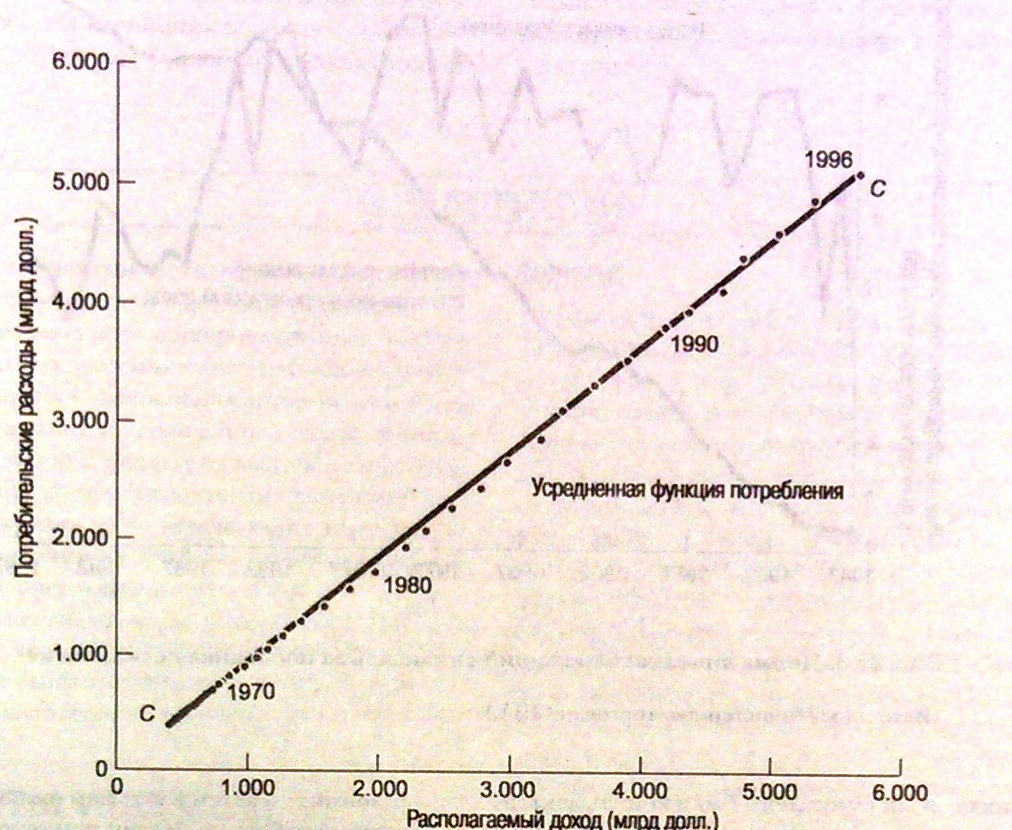 6.000
5.000
4.000
3.000
2.000
1.000
0
Потребительские расходы (млрд долл.)
1996
C
1990
Усредненная функция потребления
1980
1970
C
0 1.000 2.000 3.000 4.000 5.000 6.000
Располагаемый доход (млрд долл.)